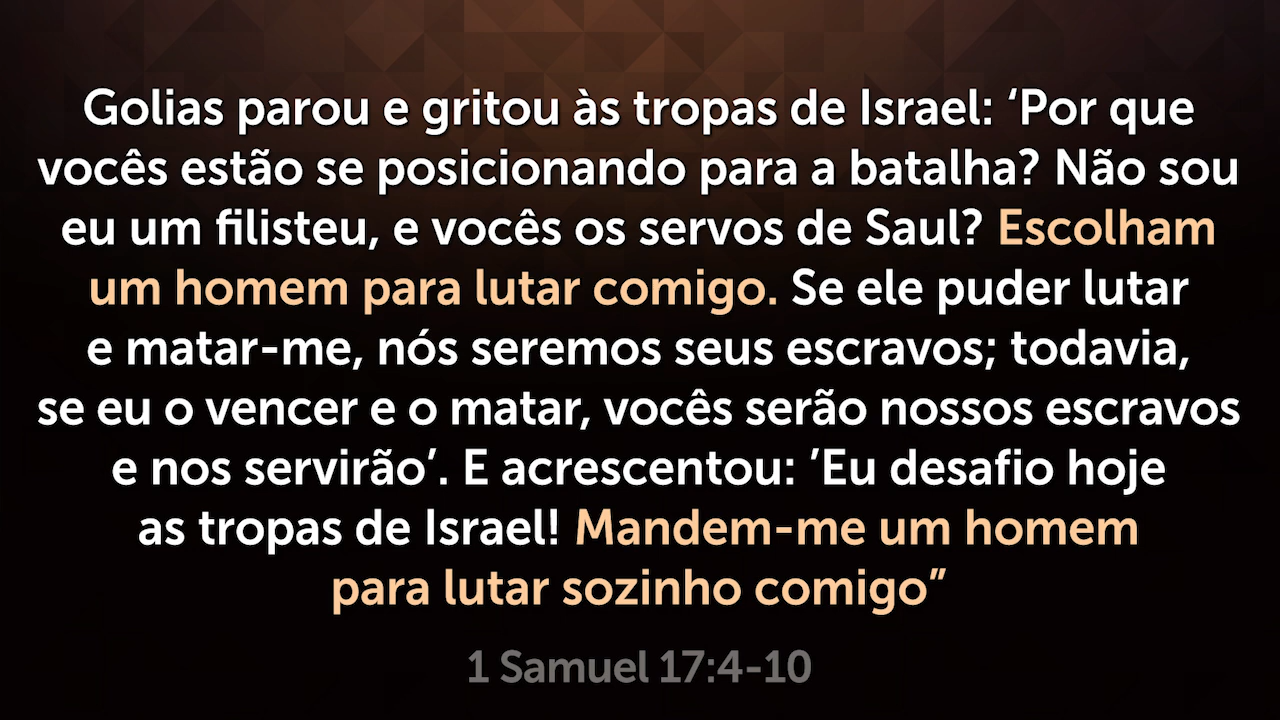 Golias parou e gritou às tropas de Israel: ‘Por que
vocês estão se posicionando para a batalha? Não sou
eu um filisteu, e vocês os servos de Saul? Escolham
um homem para lutar comigo. Se ele puder lutar
e matar-me, nós seremos seus escravos; todavia,
se eu o vencer e o matar, vocês serão nossos escravos
e nos servirão’. E acrescentou: ’Eu desafio hoje
as tropas de Israel! Mandem-me um homem
para lutar sozinho comigo”
1 Samuel 17:4-10